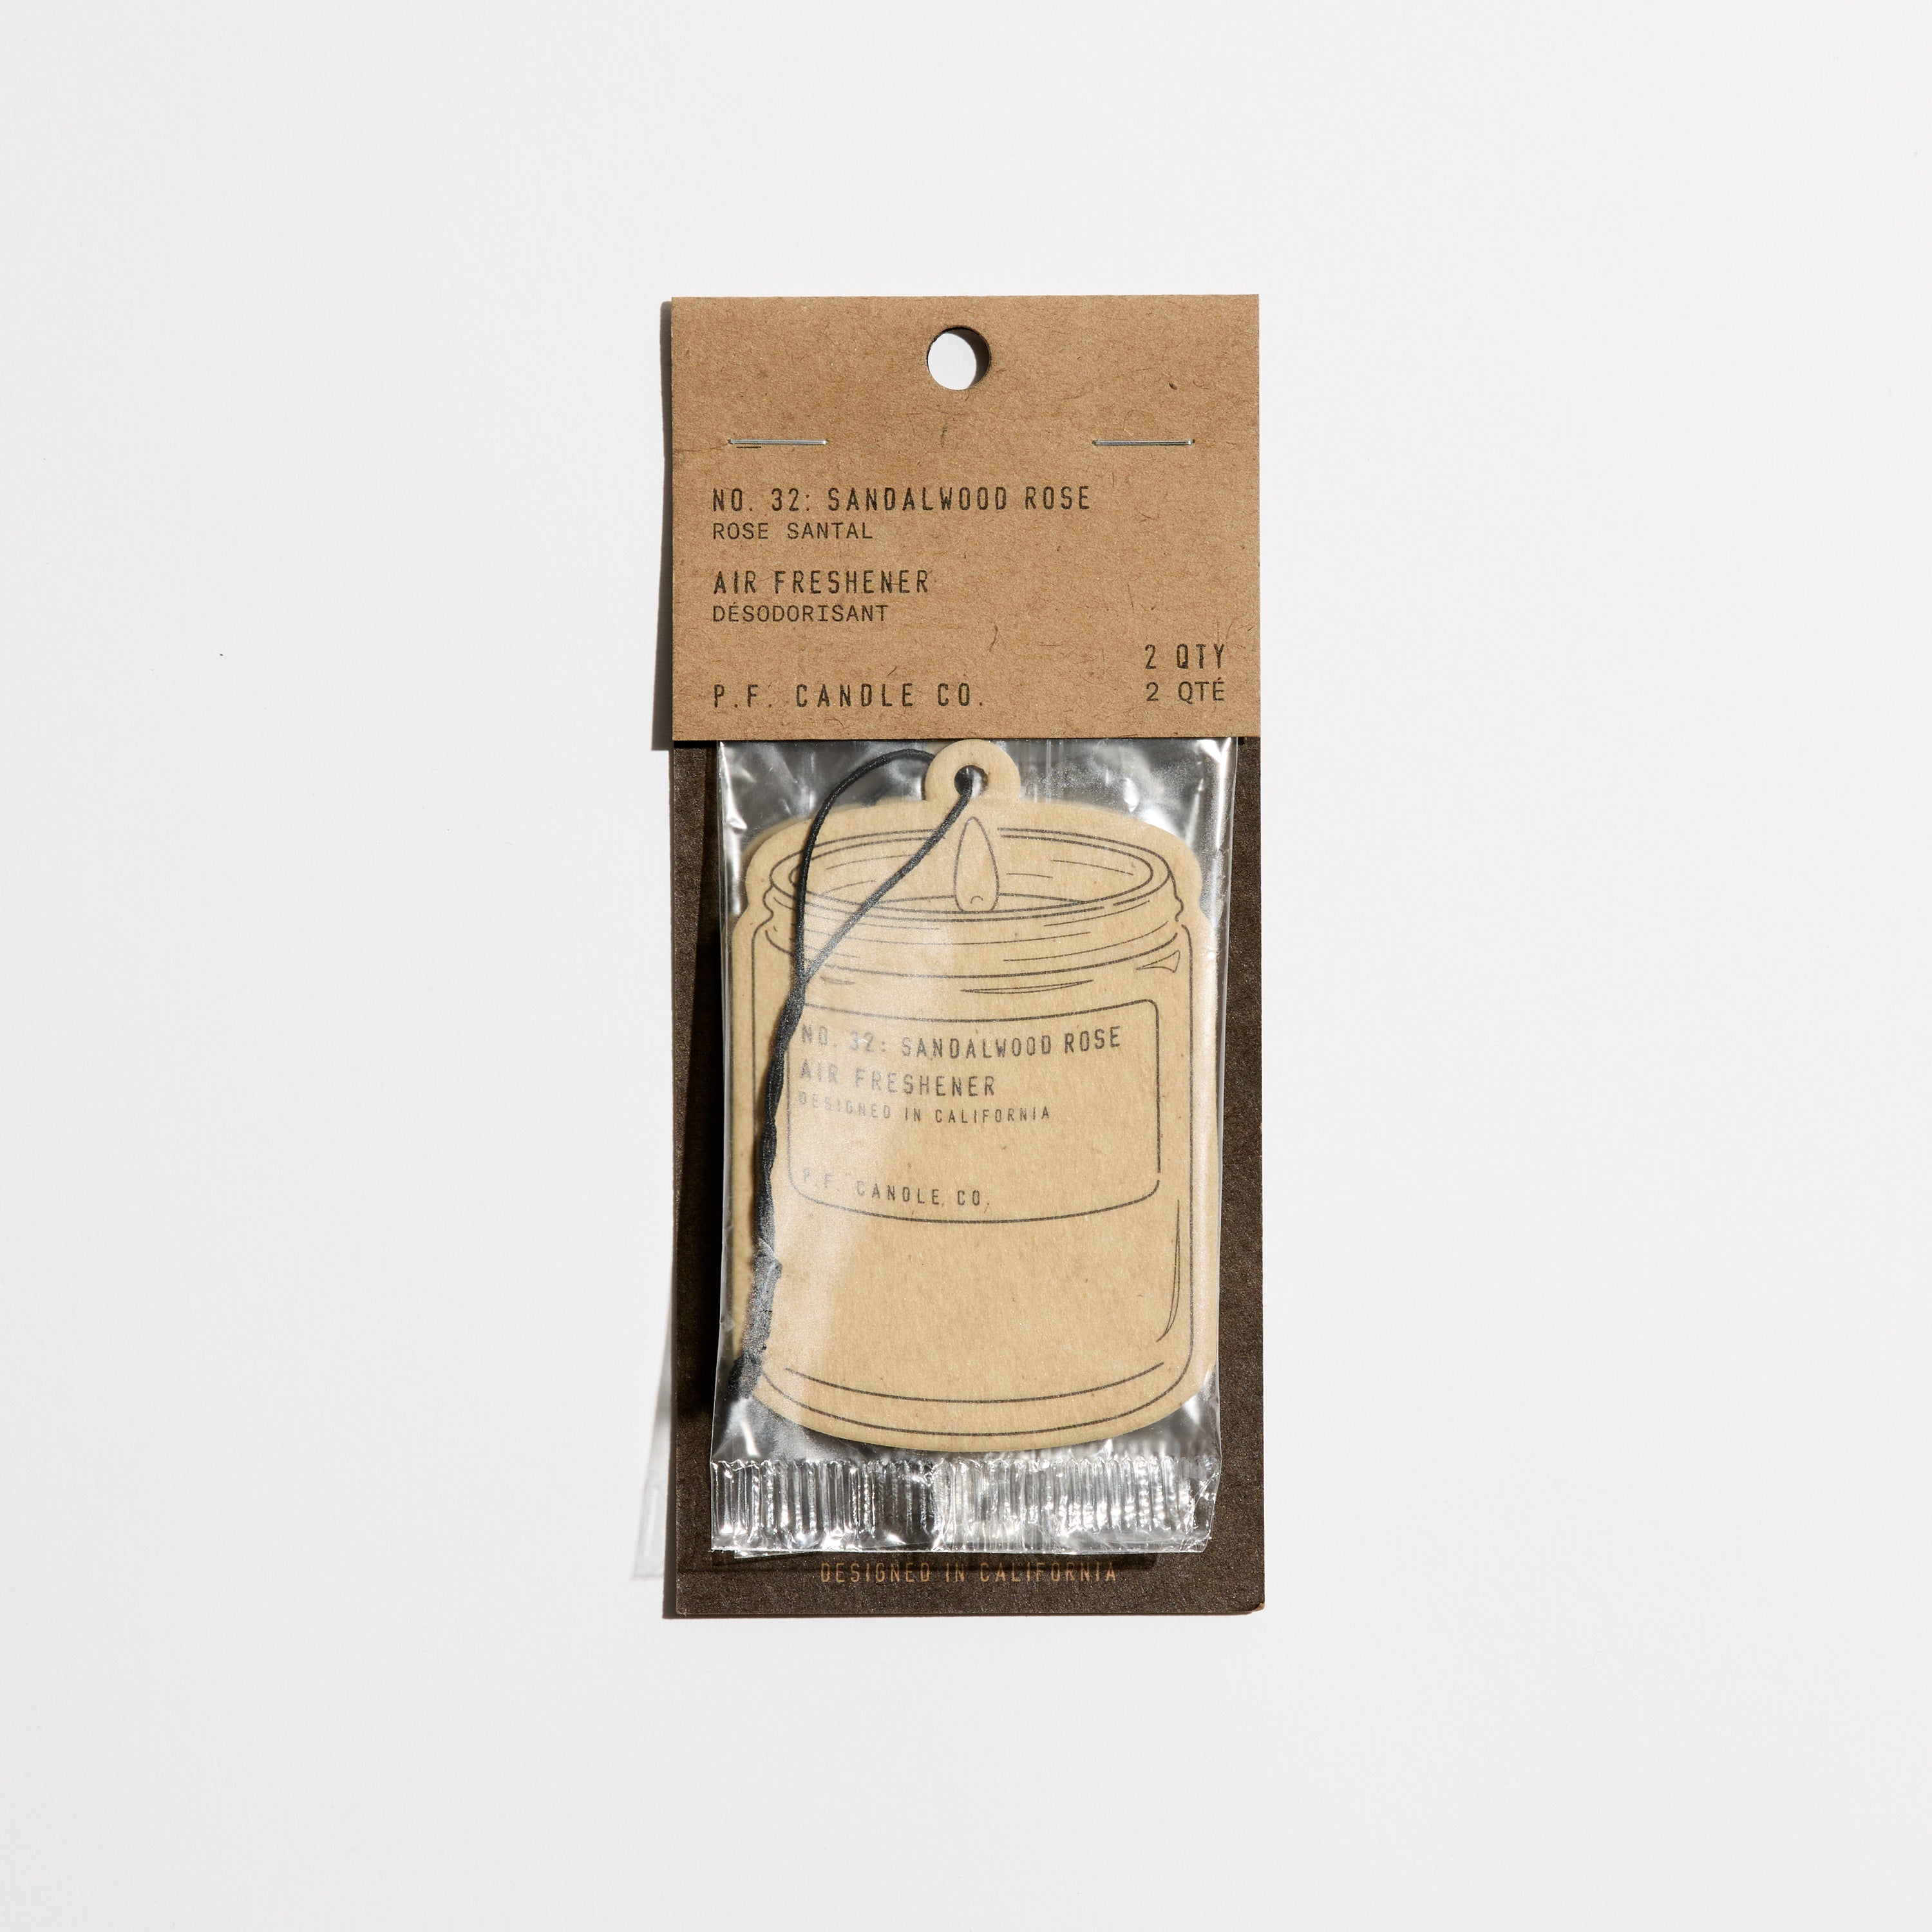 NO. 32: SANDALWOOD ROSE
ROSE SANTAL
AIR FRESHENER
DÉSODORISANT
2 QTY
P.F. CANDLE CO.
2 QTÉ
NO. 32: SANDALWOOD ROSE
AIR FRESHENER
DESIGNED IN CALIFORNIA
P.F. CANDLE CO.
DESIGNED IN CALIFORNIA